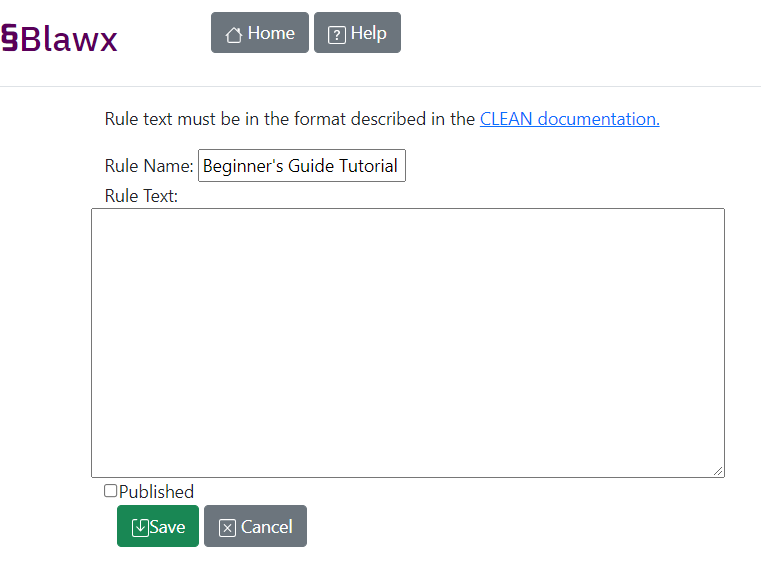 §Blawx
Home
Help
Rule text must be in the format described in the CLEAN documentation.
Rule Name: Beginner's Guide Tutorial
Rule Text:
Published
Save
Cancel